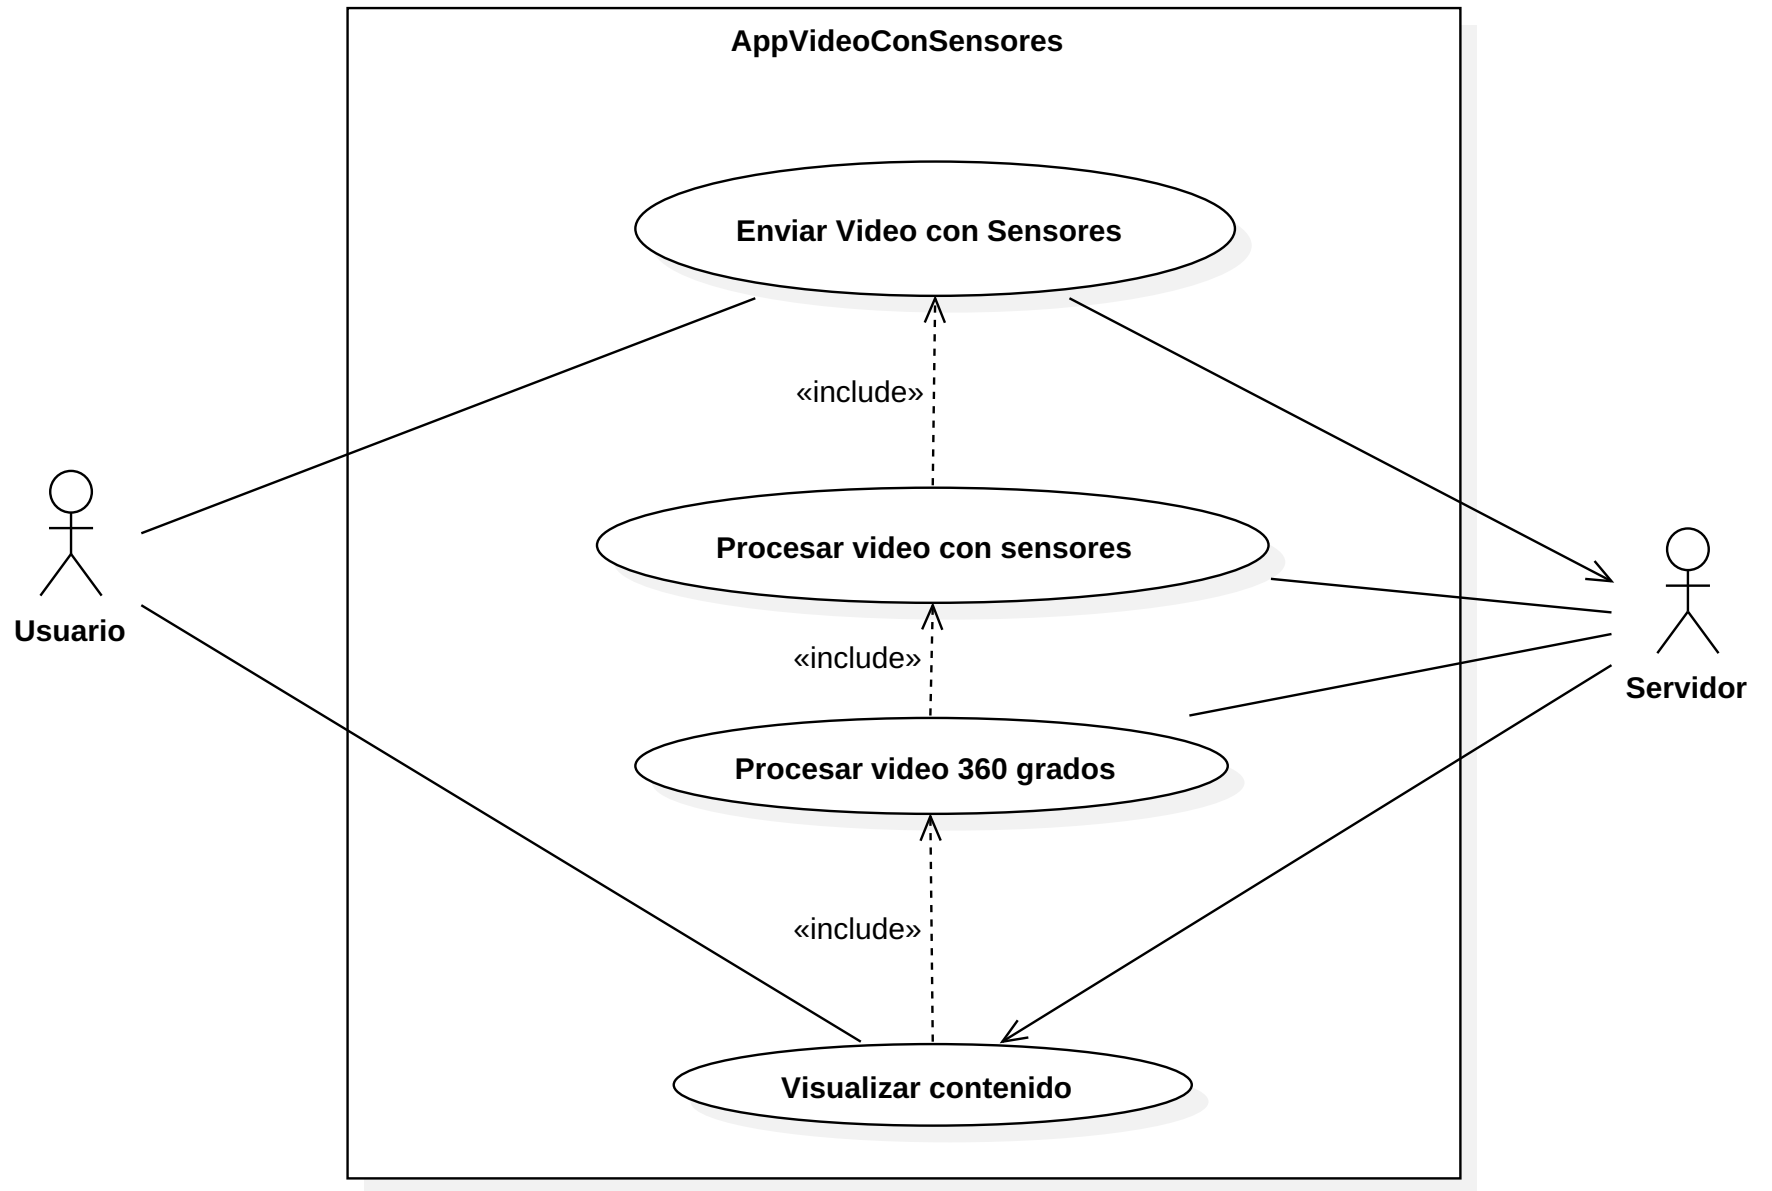 AppVideoConSensores
Enviar Video con Sensores
«include»
Procesar video con sensores
Usuario
«include»
Servidor
Procesar video 360 grados
«include»
Visualizar contenido